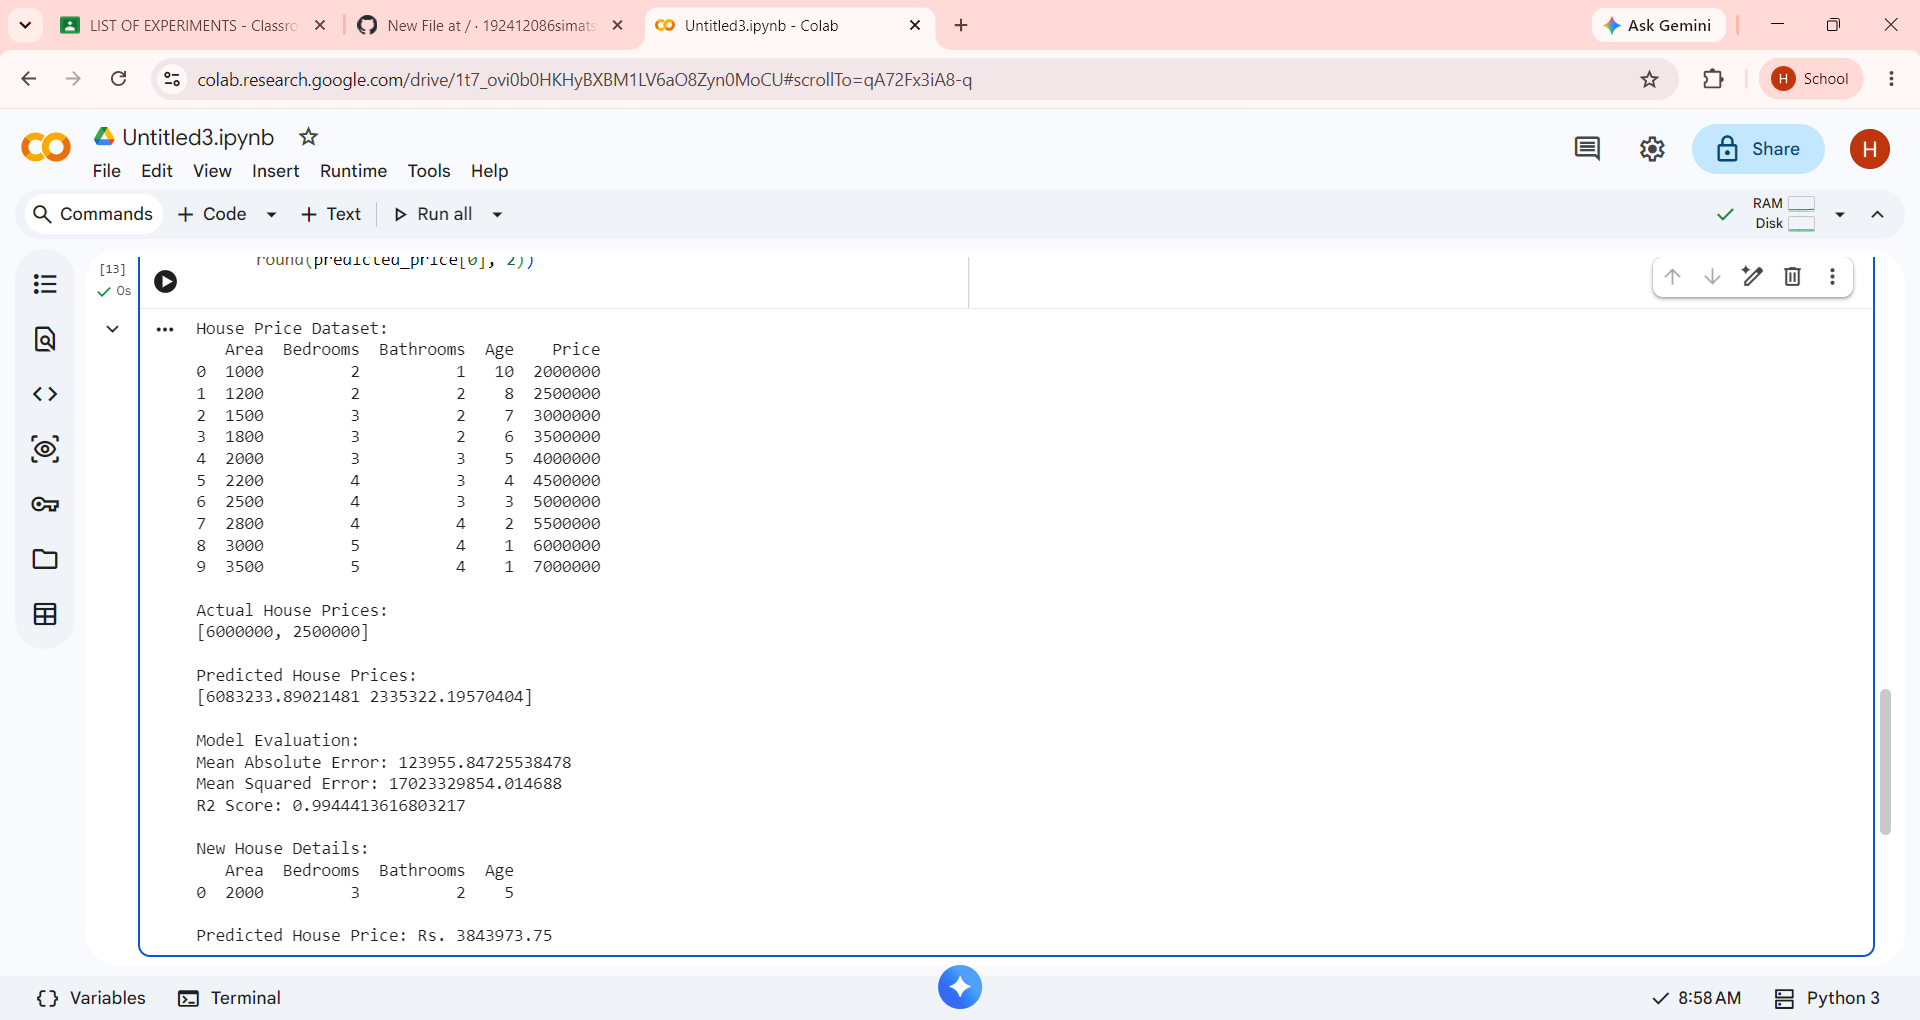 LIST OF EXPERIMENTS - Classro
New File at / · 192412086simats
Untitled3.ipynb - Colab
Ask Gemini
colab.research.google.com/drive/1t7_ovi0b0HKHyBXBM1LV6aO8Zyn0MoCU#scrollTo=qA72Fx3iA8-q
H School
CO Untitled3.ipynb
File Edit View Insert Runtime Tools Help
Share
H
Commands + Code + Text Run all
RAM
Disk
round(predicted_price[0], 2))
[13]
0s
House Price Dataset:
Area Bedrooms Bathrooms Age Price
0 1000 2 1 10 2000000
1 1200 2 2 8 2500000
2 1500 3 2 7 3000000
3 1800 3 2 6 3500000
4 2000 3 3 5 4000000
5 2200 4 3 4 4500000
6 2500 4 3 3 5000000
7 2800 4 4 2 5500000
8 3000 5 4 1 6000000
9 3500 5 4 1 7000000
Actual House Prices:
[6000000, 2500000]
Predicted House Prices:
[6083233.89021481 2335322.19570404]
Model Evaluation:
Mean Absolute Error: 123955.84725538478
Mean Squared Error: 17023329854.014688
R2 Score: 0.9944413616803217
New House Details:
Area Bedrooms Bathrooms Age
0 2000 3 2 5
Predicted House Price: Rs. 3843973.75
{} Variables Terminal
8:58 AM Python 3